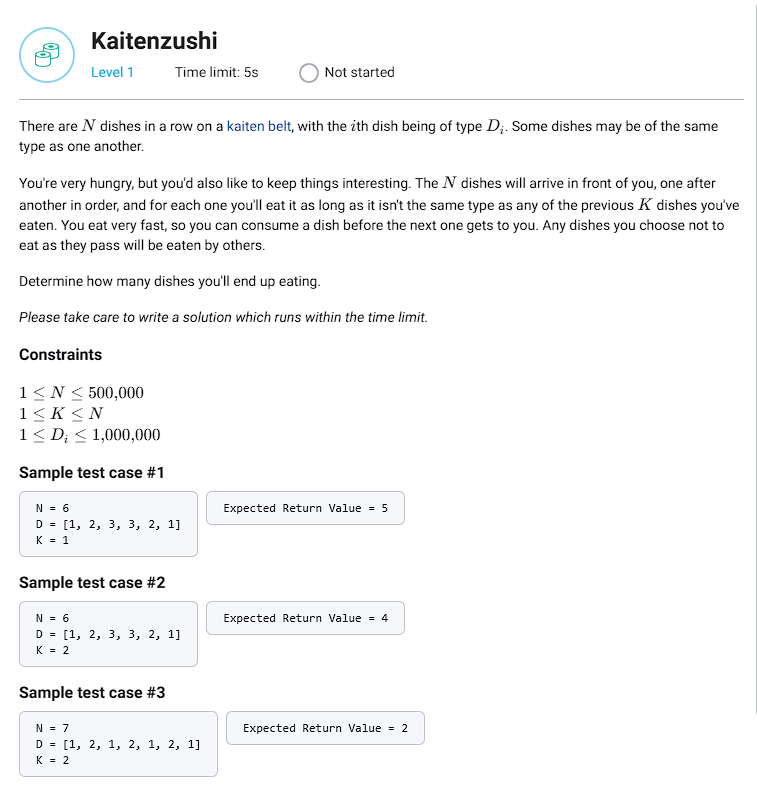 Kaitenzushi
Level 1 Time limit: 5s Not started
There are N dishes in a row on a kaiten belt, with the ith dish being of type D_i. Some dishes may be of the same
type as one another.
You're very hungry, but you'd also like to keep things interesting. The N dishes will arrive in front of you, one after
another in order, and for each one you'll eat it as long as it isn't the same type as any of the previous K dishes you've
eaten. You eat very fast, so you can consume a dish before the next one gets to you. Any dishes you choose not to
eat as they pass will be eaten by others.
Determine how many dishes you'll end up eating.
Please take care to write a solution which runs within the time limit.
Constraints
1 ≤ N ≤ 500,000
1 ≤ K ≤ N
1 ≤ D_i ≤ 1,000,000
Sample test case #1
N = 6
D = [1, 2, 3, 3, 2, 1]
K = 1
Expected Return Value = 5
Sample test case #2
N = 6
D = [1, 2, 3, 3, 2, 1]
K = 2
Expected Return Value = 4
Sample test case #3
N = 7
D = [1, 2, 1, 2, 1, 2, 1]
K = 2
Expected Return Value = 2